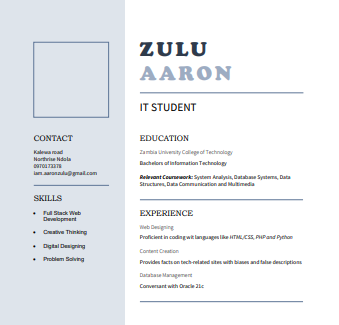 ZULU
AARON
IT STUDENT
CONTACT
Kalewa road
Northrise Ndola
0970173378
iam.aaronzulu@gmail.com
SKILLS
• Full Stack Web
Development
• Creative Thinking
• Digital Designing
• Problem Solving
EDUCATION
Zambia University College of Technology
Bachelors of Information Technology
Relevant Coursework: System Analysis, Database Systems, Data
Structures, Data Communication and Multimedia
EXPERIENCE
Web Designing
Proficient in coding wit languages like HTML/CSS, PHP and Python
Content Creation
Provides facts on tech-related sites with biases and false descriptions
Database Management
Conversant with Oracle 21c